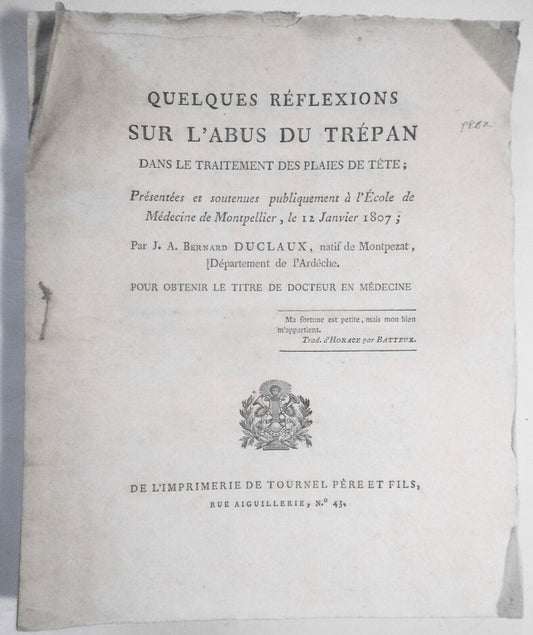 QUELQUES RÉFLEXIONS
SUR L'ABUS DU TRÉPAN
DANS LE TRAITEMENT DES PLAIES DE TÊTE ;
Présentées et soutenues publiquement à l'École de
Médecine de Montpellier, le 12 Janvier 1807 ;
Par J. A. BERNARD DUCLAUX, natif de Montpezat,
Département de l'Ardèche.
POUR OBTENIR LE TITRE DE DOCTEUR EN MÉDECINE
Ma fortune est petite, mais mon bien
m'appartient.
Trad. d'HORACE par BATTEUX.
DE L'IMPRIMERIE DE TOURNEL PÈRE ET FILS,
RUE AIGUILLERIE, N.º 43.